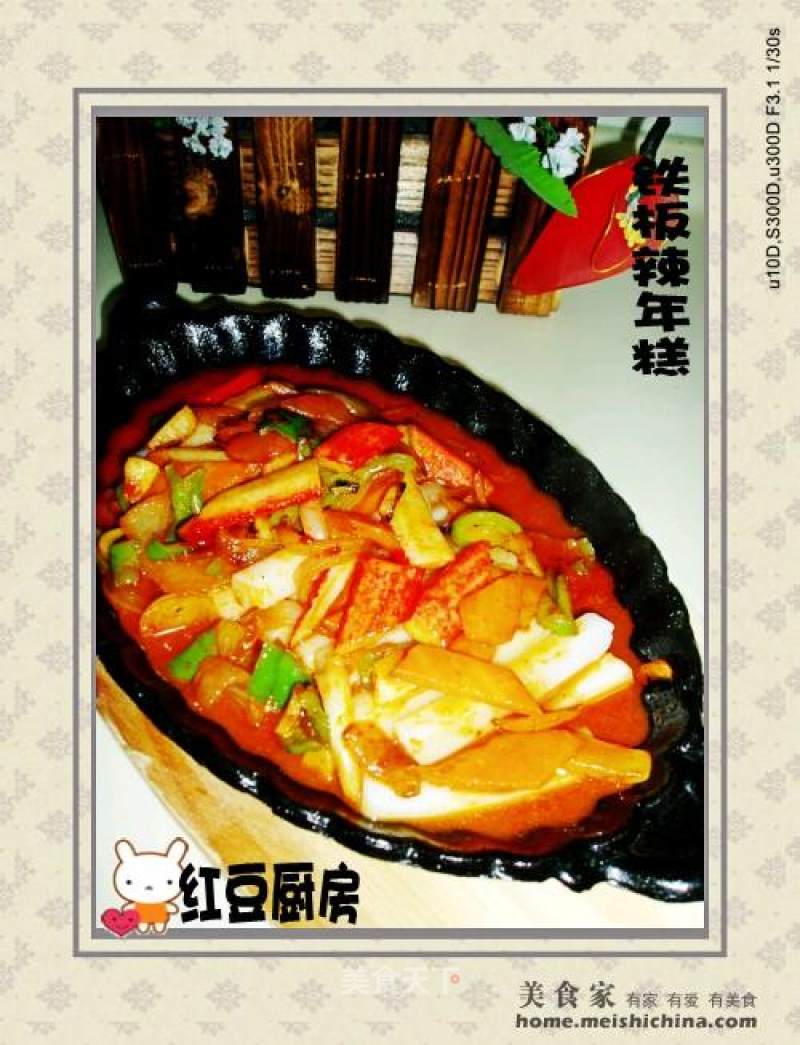 u10D,S300D,u300D F3.1 1/30s
铁板辣年糕
红豆厨房
美食天下
美食家 有家 有爱 有美食
home.meishichina.com